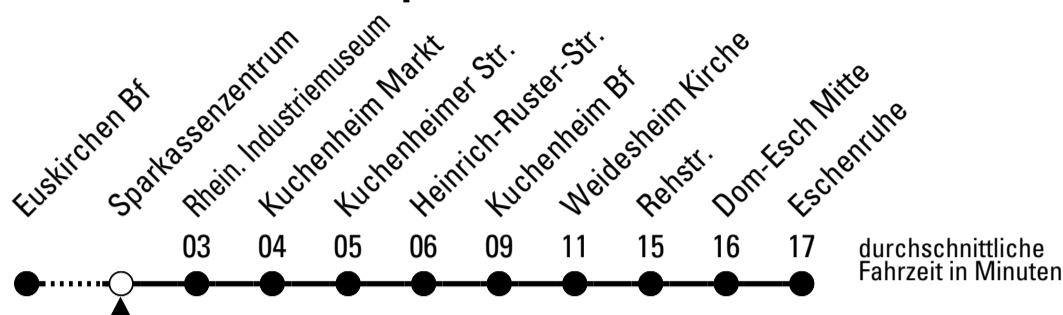 Euskirchen Bf
Sparkassenzentrum
Rhein. Industriemuseum
Kuchenheim Markt
Kuchenheimer Str.
Heinrich-Ruster-Str.
Kuchenheim Bf
Weidesheim Kirche
Rehstr.
Dom-Esch Mitte
Eschenruhe
03 04 05 06 09 11 15 16 17
durchschnittliche
Fahrzeit in Minuten